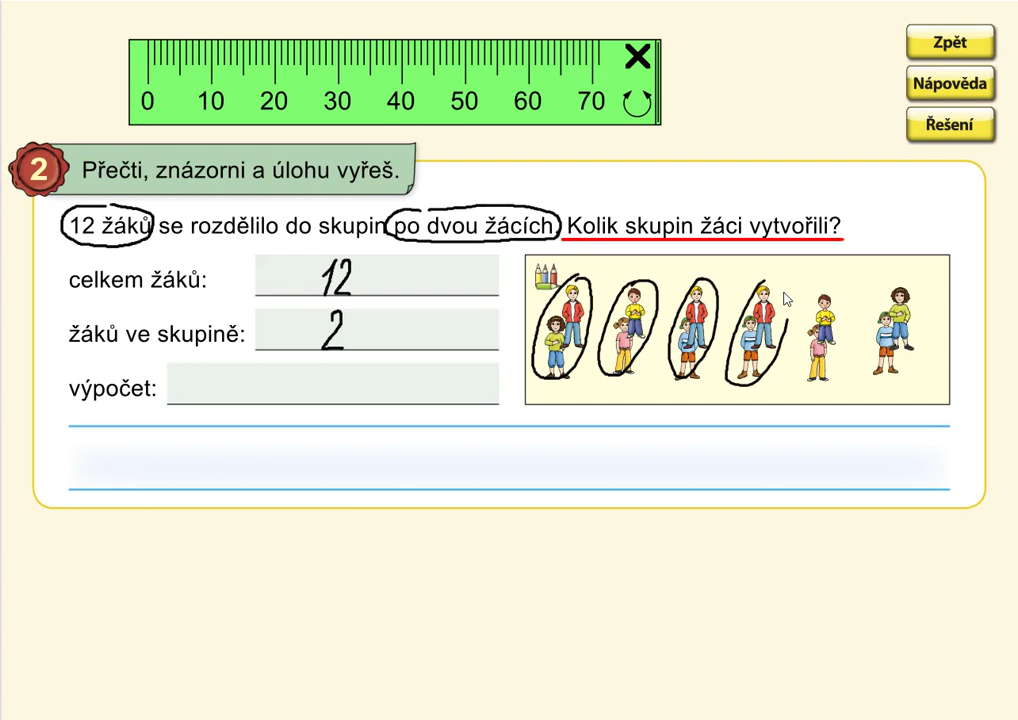 0 10 20 30 40 50 60 70
Zpět
Nápověda
Řešení
2 Přečti, znázorni a úlohu vyřeš.
12 žáků se rozdělilo do skupin po dvou žácích. Kolik skupin žáci vytvořili?
celkem žáků: 12
žáků ve skupině: 2
výpočet: